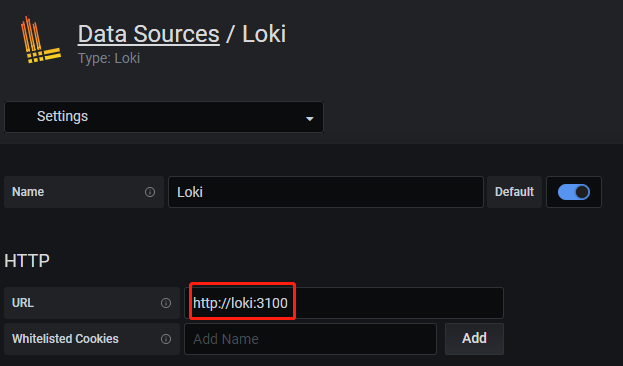 Data Sources / Loki
Type: Loki
Settings
Name
Loki
Default
HTTP
URL
http://loki:3100
Whitelisted Cookies
Add Name
Add